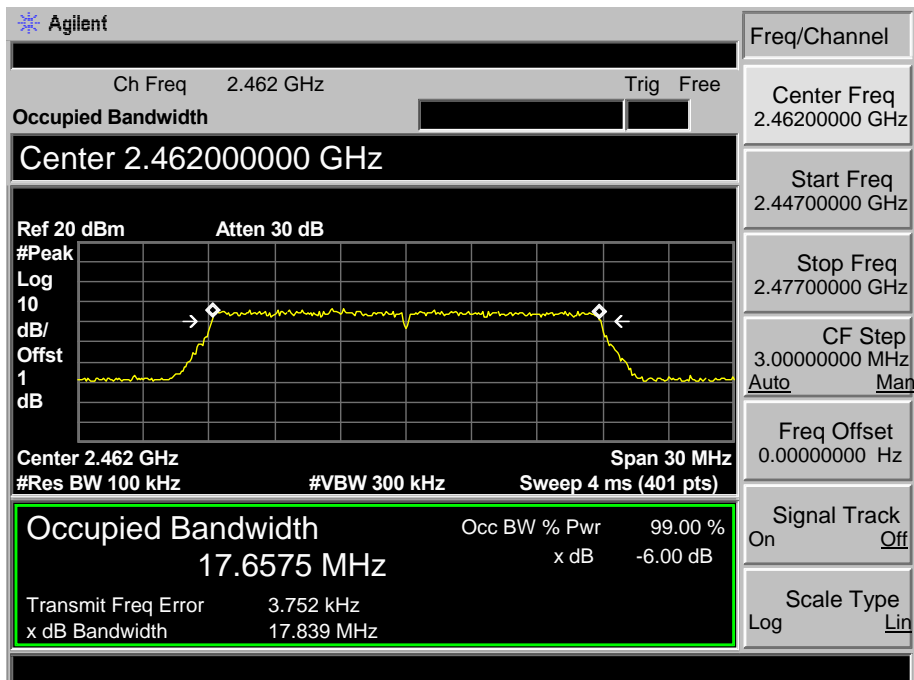 Agilent
Freq/Channel
Ch Freq 2.462 GHz Trig Free
Occupied Bandwidth
Center 2.462000000 GHz
Ref 20 dBm Atten 30 dB
#Peak
Log
10
dB/
Offst
1
dB
Center 2.462 GHz Span 30 MHz
#Res BW 100 kHz #VBW 300 kHz Sweep 4 ms (401 pts)
Occupied Bandwidth
17.6575 MHz
Occ BW % Pwr 99.00 %
x dB -6.00 dB
Transmit Freq Error 3.752 kHz
x dB Bandwidth 17.839 MHz
Center Freq
2.46200000 GHz
Start Freq
2.44700000 GHz
Stop Freq
2.47700000 GHz
CF Step
3.00000000 MHz
Auto Man
Freq Offset
0.00000000 Hz
Signal Track
On Off
Scale Type
Log Lin